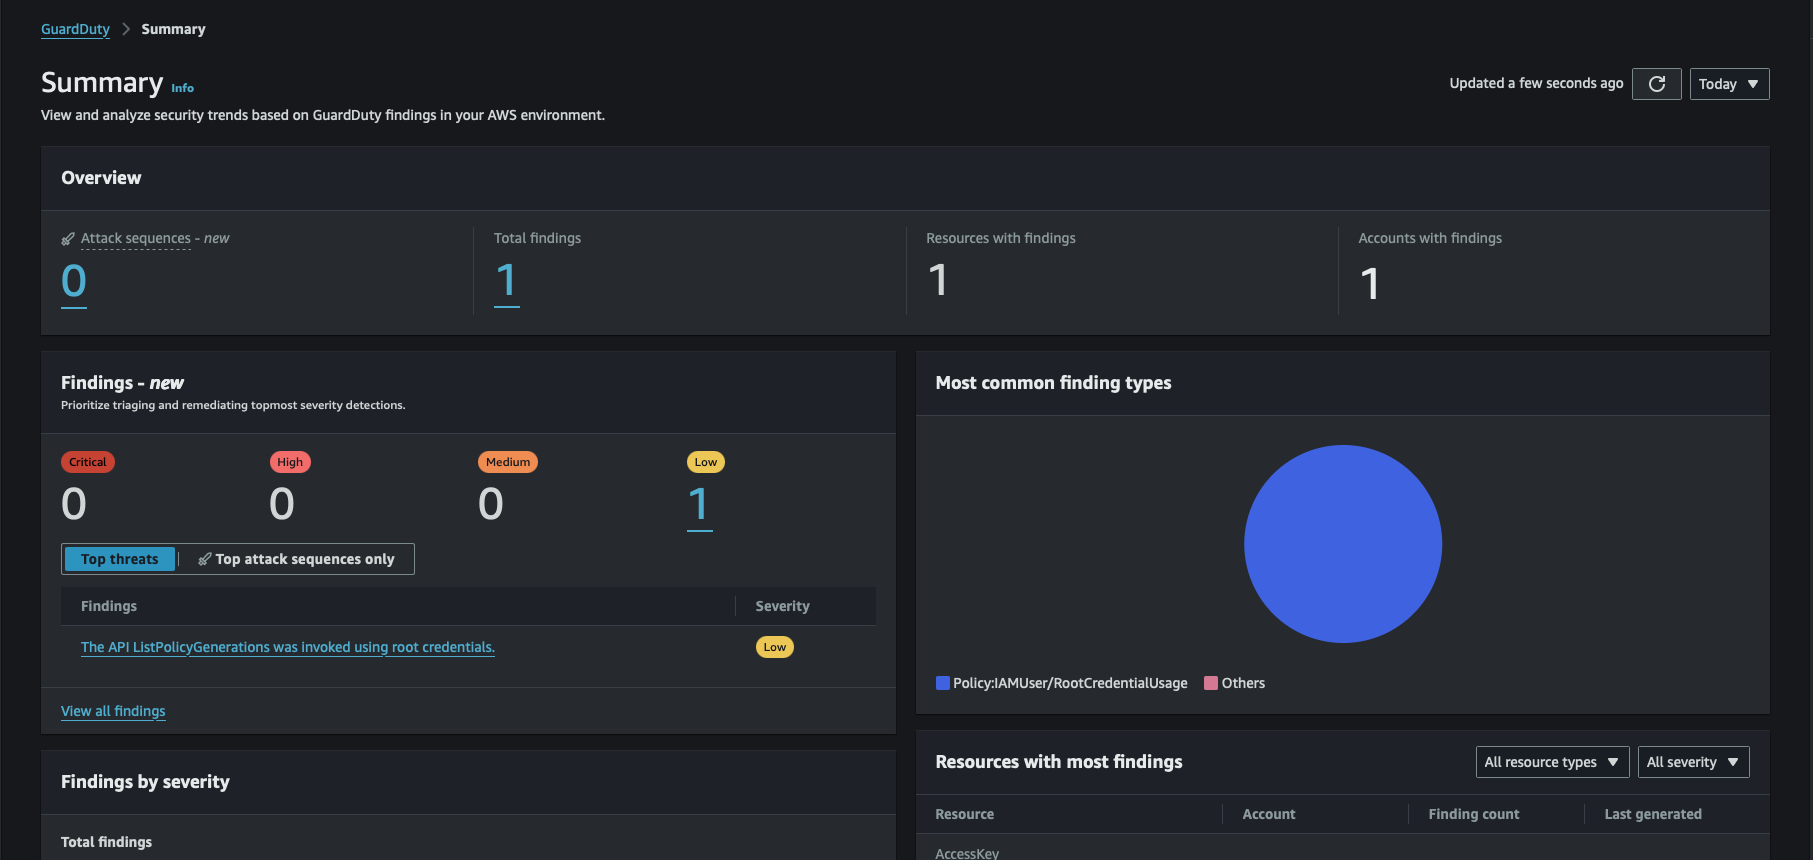 GuardDuty > Summary
Summary Info
Updated a few seconds ago
Today
View and analyze security trends based on GuardDuty findings in your AWS environment.
Overview
Attack sequences - new
0
Total findings
1
Resources with findings
1
Accounts with findings
1
Findings - new
Prioritize triaging and remediating topmost severity detections.
Critical
0
High
0
Medium
0
Low
1
Top threats
Top attack sequences only
Findings Severity
The API ListPolicyGenerations was invoked using root credentials. Low
View all findings
Most common finding types
Policy:IAMUser/RootCredentialUsage Others
Findings by severity
Total findings
Resources with most findings
All resource types
All severity
Resource Account Finding count Last generated
AccessKey